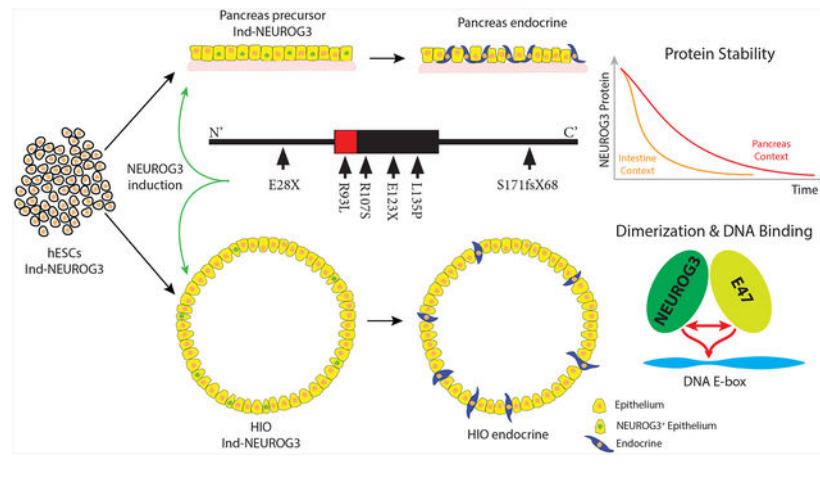 Pancreas precursor
Ind-NEUROG3
Pancreas endocrine
Protein Stability
NEUROG3 Protein
Intestine
Context
Pancreas
Context
Time
N'
C'
NEUROG3
induction
E28X
R93L
R107S
E123X
L135P
S171fsX68
hESCs
Ind-NEUROG3
Dimerization & DNA Binding
NEUROG3
E47
DNA E-box
HIO
Ind-NEUROG3
HIO endocrine
Epithelium
NEUROG3⁺ Epithelium
Endocrine